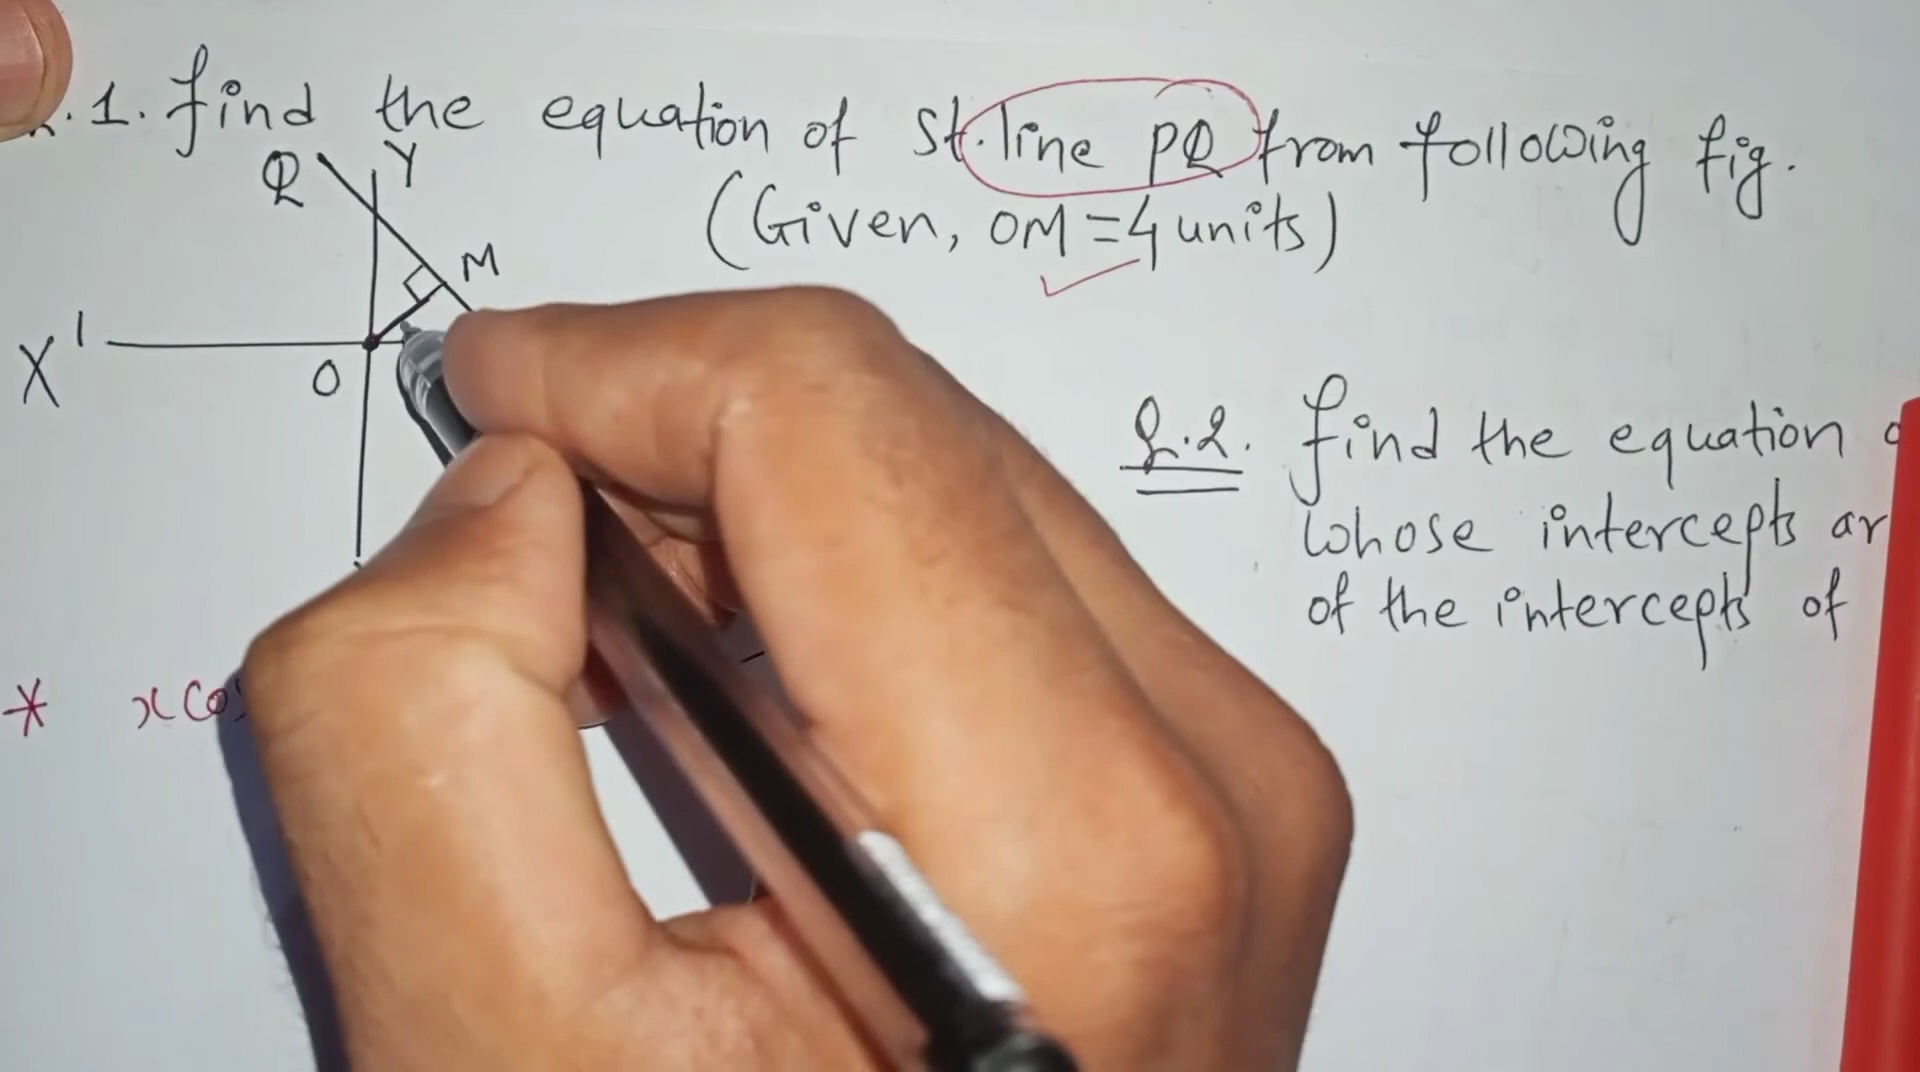 .1. find the equation of St. line PQ from following fig.
(Given, OM = 4 units)
Q
Y
M
X'
O
Q.2. find the equation
whose intercepts
of the intercepts of
* x cos